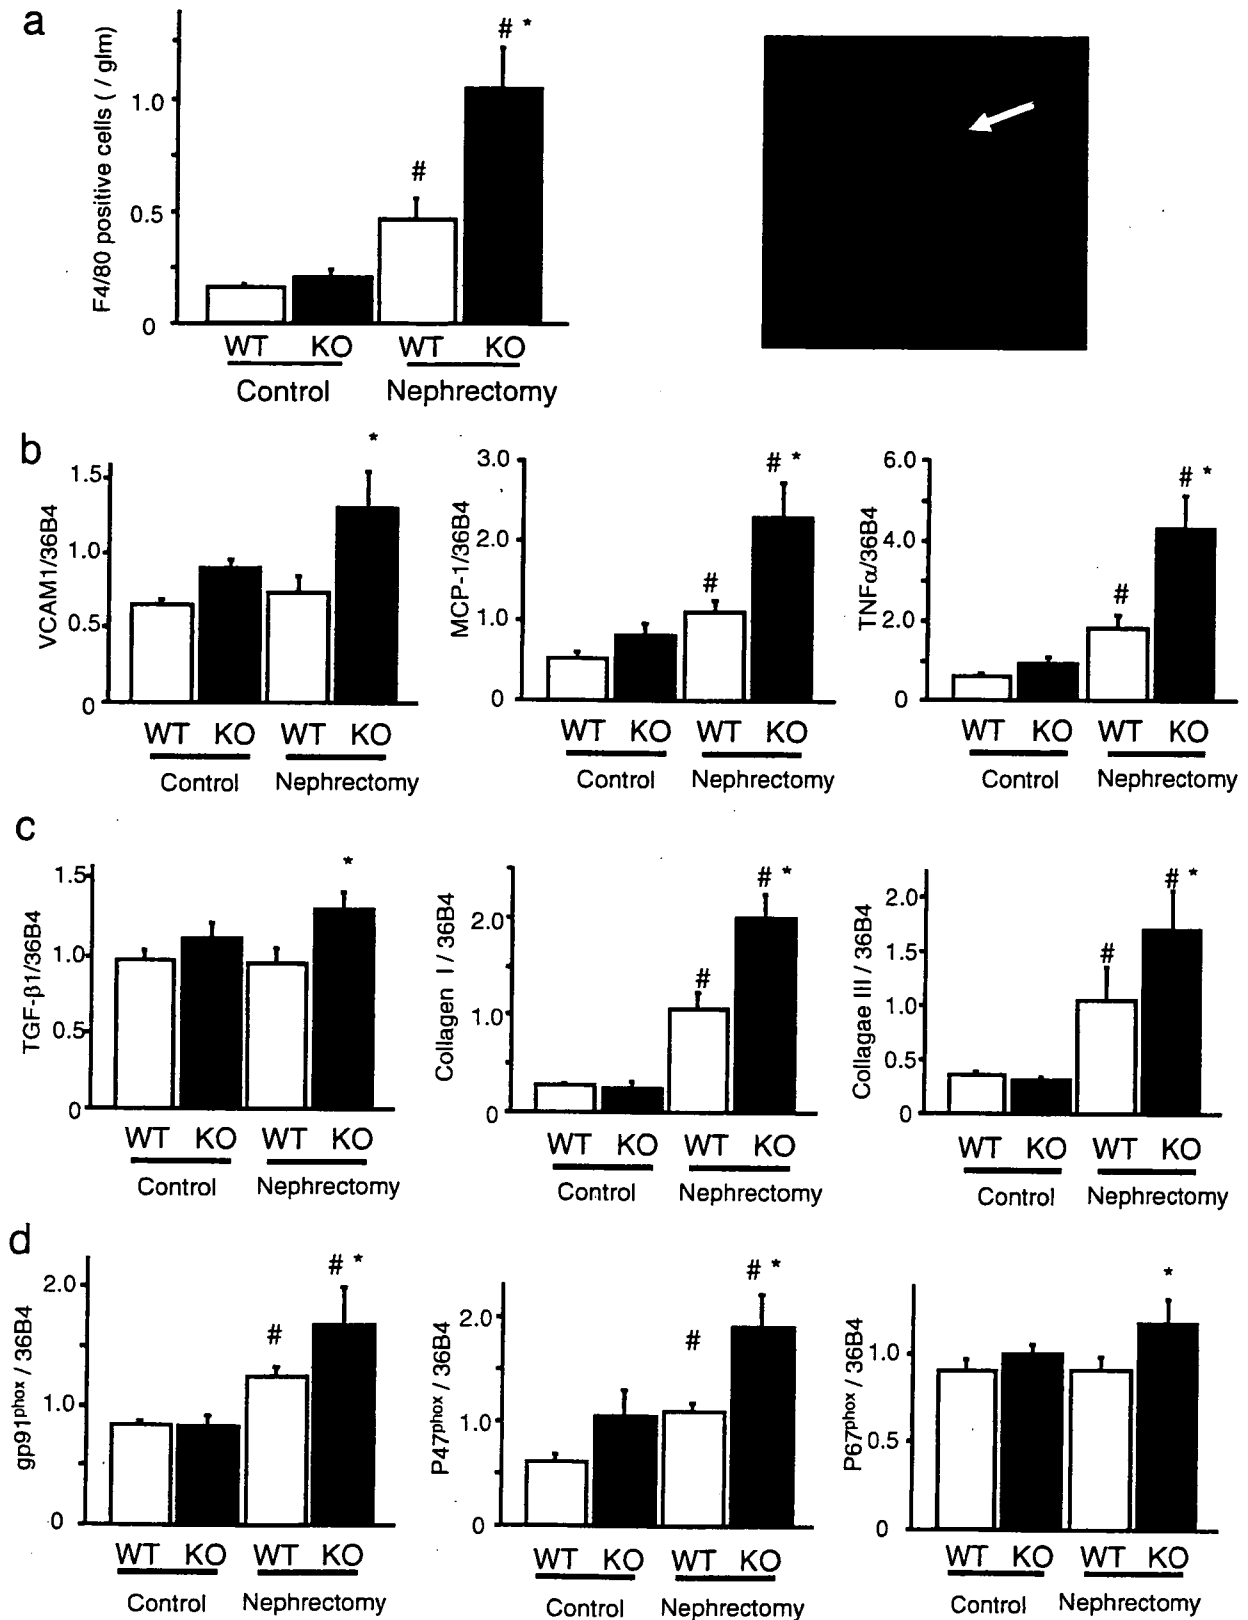 a
F4/80 positive cells ( / glm)
1.0
0.5
0
#
# *
WT KO WT KO
Control Nephrectomy
b
VCAM1/36B4
1.5
1.0
0.5
0
*
WT KO WT KO
Control Nephrectomy
MCP-1/36B4
3.0
2.0
1.0
0
#
# *
WT KO WT KO
Control Nephrectomy
TNFα/36B4
6.0
4.0
2.0
0
#
# *
WT KO WT KO
Control Nephrectomy
c
TGF-β1/36B4
1.5
1.0
0.5
0
*
WT KO WT KO
Control Nephrectomy
Collagen I / 36B4
2.0
1.0
0
#
# *
WT KO WT KO
Control Nephrectomy
Collagae III / 36B4
2.0
1.5
1.0
0.5
0
#
# *
WT KO WT KO
Control Nephrectomy
d
gp91phox / 36B4
2.0
1.0
0
#
# *
WT KO WT KO
Control Nephrectomy
P47phox / 36B4
2.0
1.0
0
#
# *
WT KO WT KO
Control Nephrectomy
P67phox / 36B4
1.0
0.5
0
*
WT KO WT KO
Control Nephrectomy